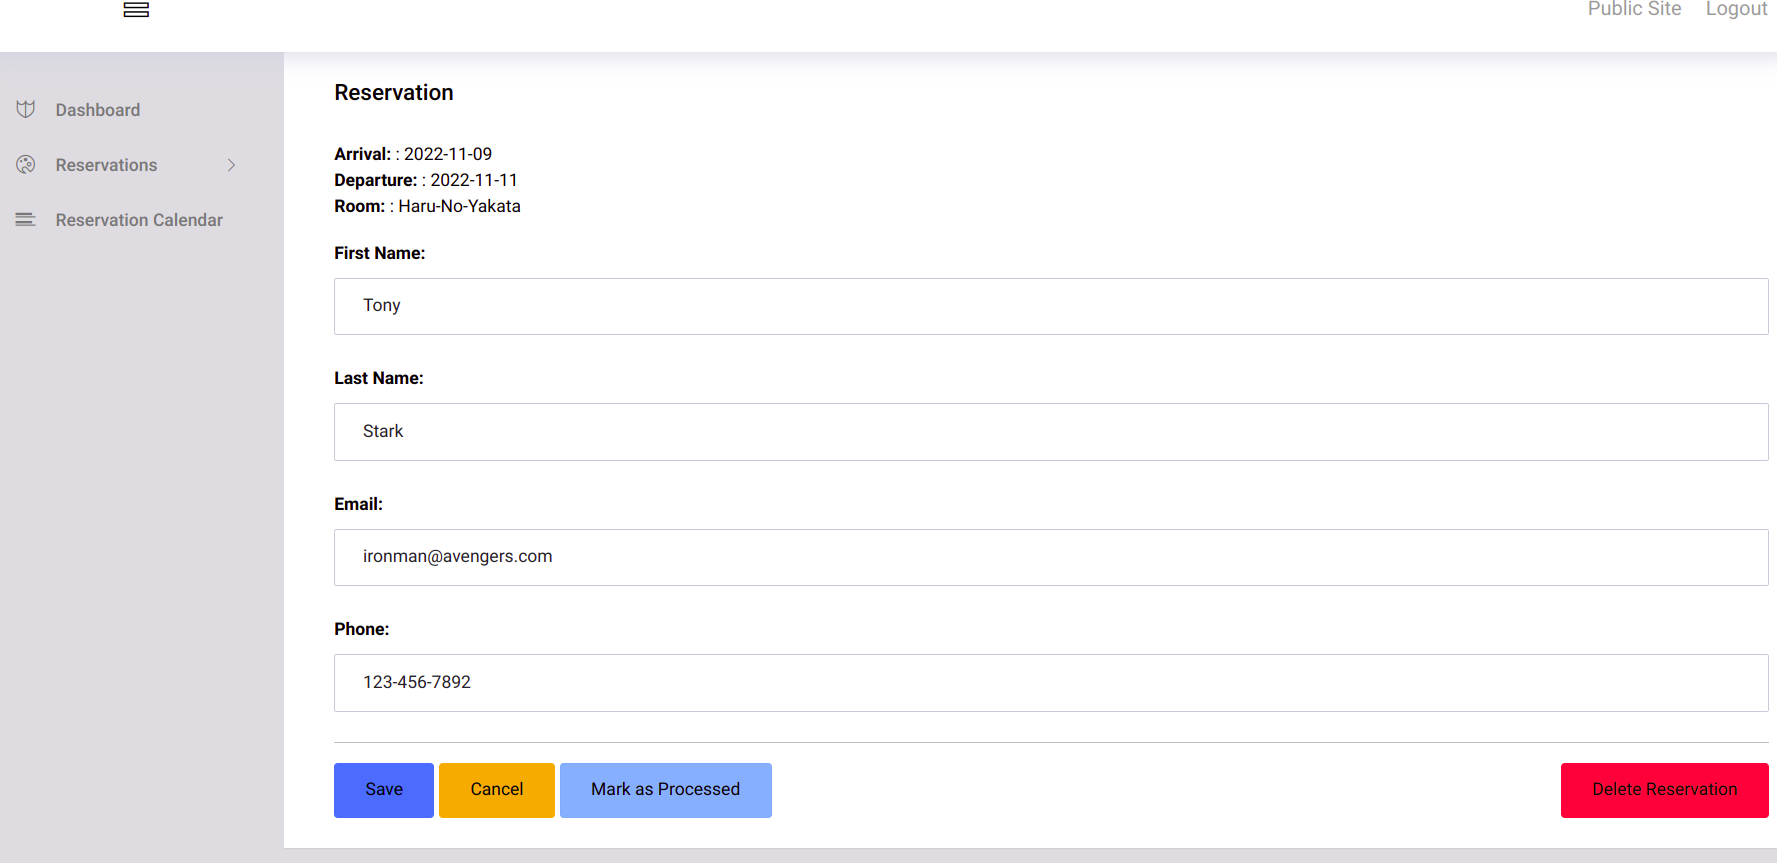 Public Site Logout
Dashboard
Reservations
Reservation Calendar
Reservation
Arrival: : 2022-11-09
Departure: : 2022-11-11
Room: : Haru-No-Yakata
First Name:
Tony
Last Name:
Stark
Email:
ironman@avengers.com
Phone:
123-456-7892
Save Cancel Mark as Processed Delete Reservation